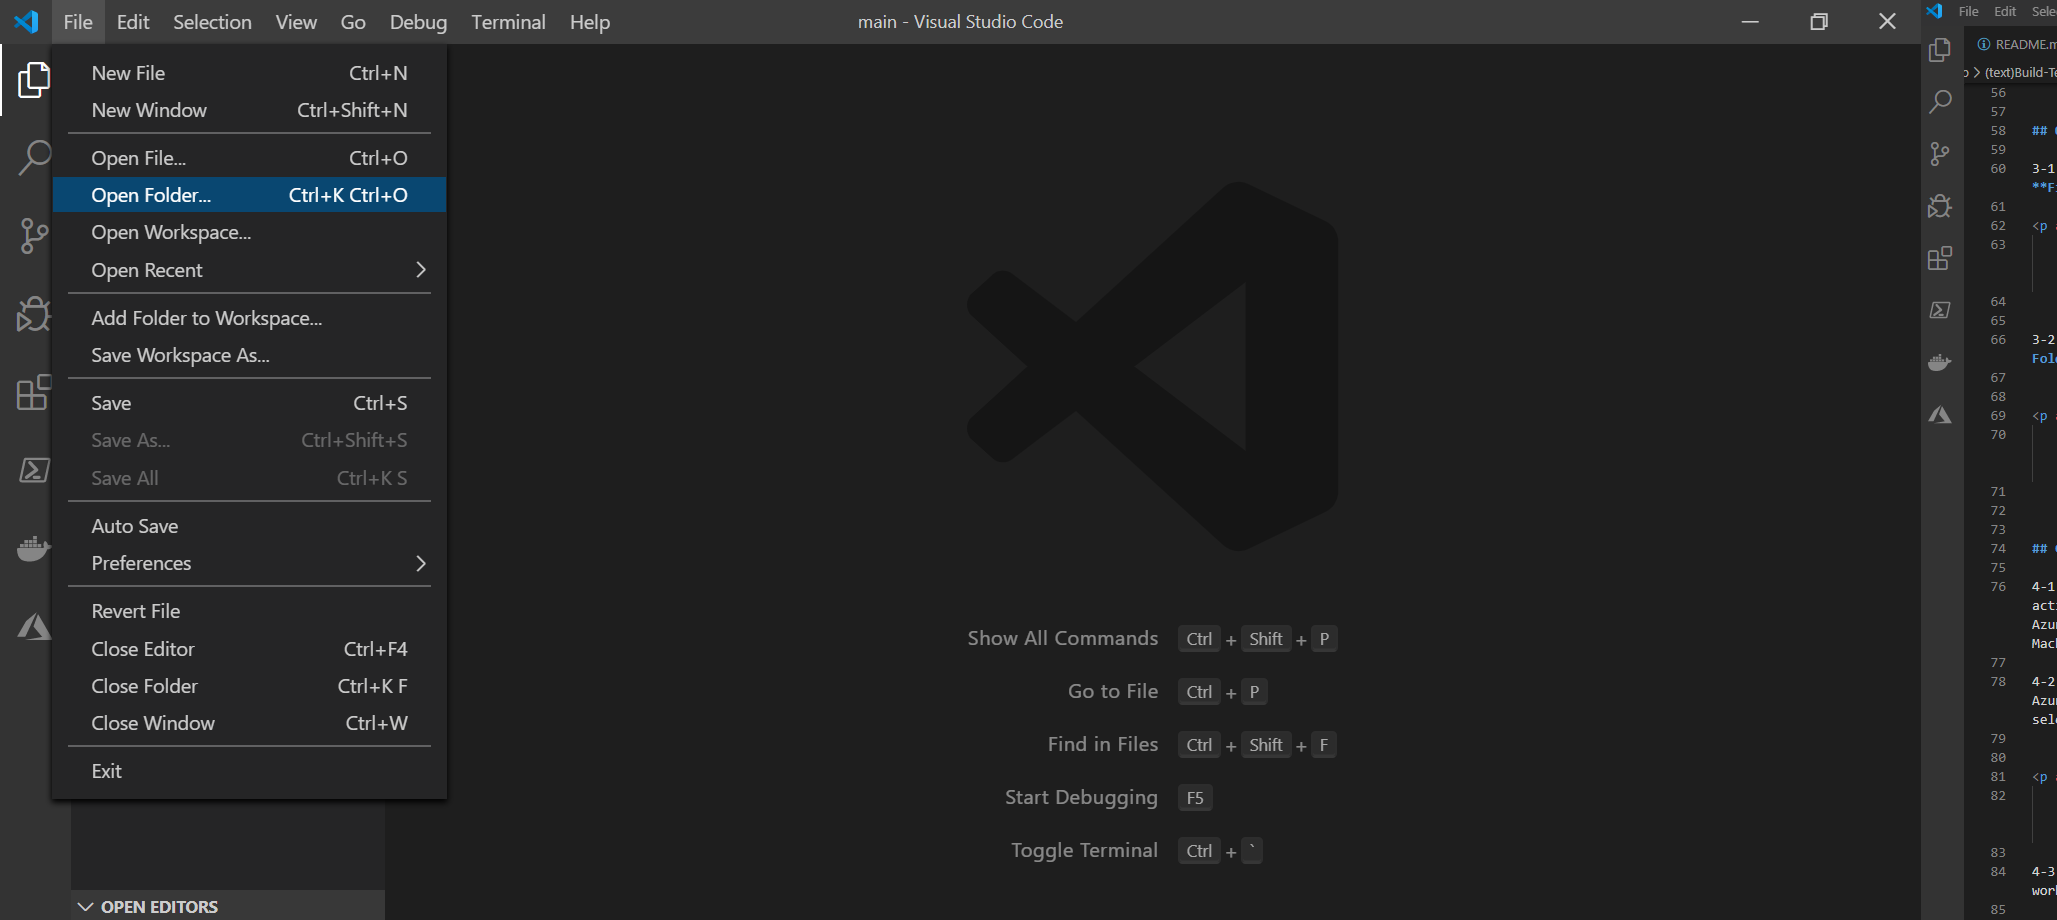 File Edit Selection View Go Debug Terminal Help
main - Visual Studio Code
New File Ctrl+N
New Window Ctrl+Shift+N
Open File... Ctrl+O
Open Folder... Ctrl+K Ctrl+O
Open Workspace...
Open Recent
Add Folder to Workspace...
Save Workspace As...
Save Ctrl+S
Save As... Ctrl+Shift+S
Save All Ctrl+K S
Auto Save
Preferences
Revert File
Close Editor Ctrl+F4
Close Folder Ctrl+K F
Close Window Ctrl+W
Exit
OPEN EDITORS
Show All Commands Ctrl + Shift + P
Go to File Ctrl + P
Find in Files Ctrl + Shift + F
Start Debugging F5
Toggle Terminal Ctrl + `
File Edit Sele
README.m
o > (text)Build-Te
56
57
58 ##
59
60 3-1
**F
61
62 <p
63
64
65
66 3-2
Fol
67
68
69 <p
70
71
72
73
74 ##
75
76 4-1
act
Azu
Mac
77
78 4-2
Azu
sel
79
80
81 <p
82
83
84 4-3
wor
85